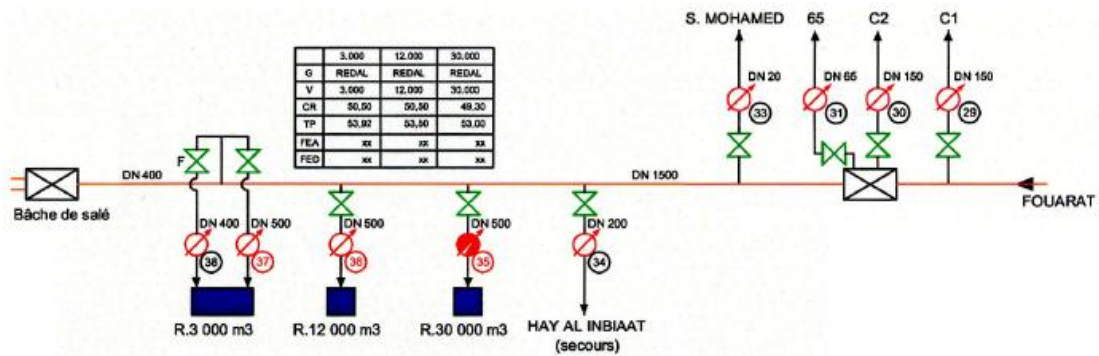 S. MOHAMED 65 C2 C1
3.000 12.000 30.000
G REDAL REDAL REDAL
V 3.000 12.000 30.000
CR 50,50 50,50 49,30
TP 53,92 53,50 53,00
FEA xx xx xx
FED xx xx xx
DN 20 DN 65 DN 150 DN 150
33 31 30 29
F
DN 400 DN 1500
Bâche de salé
FOUARAT
DN 400 DN 500 DN 500 DN 500 DN 200
38 37 36 35 34
R.3 000 m3 R.12 000 m3 R.30 000 m3 HAY AL INBIAAT
(secours)